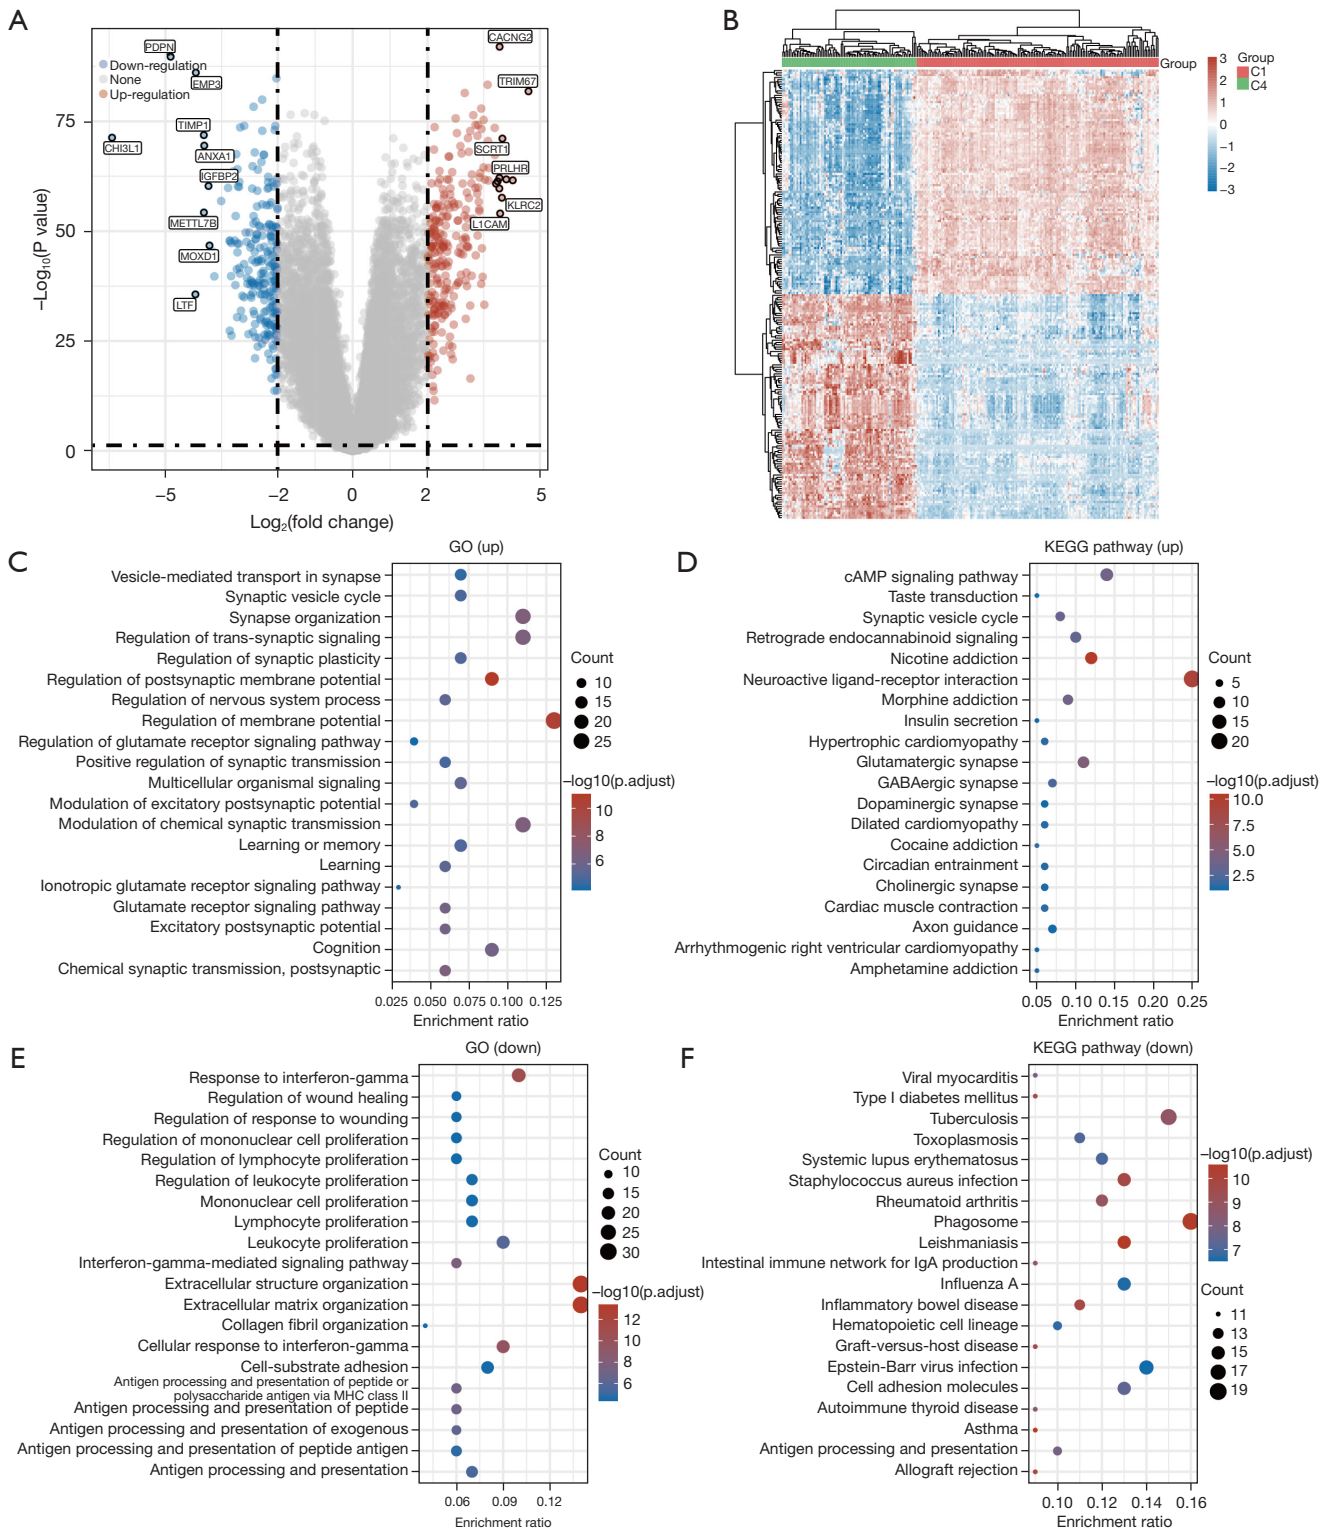 A
PDPN
Down-regulation
None
Up-regulation
EMP3
TIMP1
CHI3L1
ANXA1
IGFBP2
METTL7B
MOXD1
LTF
CACNG2
TRIM67
SCRT1
PRLHR
KLRC2
L1CAM
75
50
25
0
–Log10(P value)
–5
–2
0
2
5
Log2(fold change)
B
Group
3
2
1
0
–1
–2
–3
Group
C1
C4
C
GO (up)
Vesicle-mediated transport in synapse
Synaptic vesicle cycle
Synapse organization
Regulation of trans-synaptic signaling
Regulation of synaptic plasticity
Regulation of postsynaptic membrane potential
Regulation of nervous system process
Regulation of membrane potential
Regulation of glutamate receptor signaling pathway
Positive regulation of synaptic transmission
Multicellular organismal signaling
Modulation of excitatory postsynaptic potential
Modulation of chemical synaptic transmission
Learning or memory
Learning
Ionotropic glutamate receptor signaling pathway
Glutamate receptor signaling pathway
Excitatory postsynaptic potential
Cognition
Chemical synaptic transmission, postsynaptic
0.025 0.050 0.075 0.100 0.125
Enrichment ratio
Count
10
15
20
25
–log10(p.adjust)
10
8
6
D
KEGG pathway (up)
cAMP signaling pathway
Taste transduction
Synaptic vesicle cycle
Retrograde endocannabinoid signaling
Nicotine addiction
Neuroactive ligand-receptor interaction
Morphine addiction
Insulin secretion
Hypertrophic cardiomyopathy
Glutamatergic synapse
GABAergic synapse
Dopaminergic synapse
Dilated cardiomyopathy
Cocaine addiction
Circadian entrainment
Cholinergic synapse
Cardiac muscle contraction
Axon guidance
Arrhythmogenic right ventricular cardiomyopathy
Amphetamine addiction
0.05 0.10 0.15 0.20 0.25
Enrichment ratio
Count
5
10
15
20
–log10(p.adjust)
10.0
7.5
5.0
2.5
E
GO (down)
Response to interferon-gamma
Regulation of wound healing
Regulation of response to wounding
Regulation of mononuclear cell proliferation
Regulation of lymphocyte proliferation
Regulation of leukocyte proliferation
Mononuclear cell proliferation
Lymphocyte proliferation
Leukocyte proliferation
Interferon-gamma-mediated signaling pathway
Extracellular structure organization
Extracellular matrix organization
Collagen fibril organization
Cellular response to interferon-gamma
Cell-substrate adhesion
Antigen processing and presentation of peptide or
polysaccharide antigen via MHC class II
Antigen processing and presentation of peptide
Antigen processing and presentation of exogenous
Antigen processing and presentation of peptide antigen
Antigen processing and presentation
0.06 0.09 0.12
Enrichment ratio
Count
10
15
20
25
30
–log10(p.adjust)
12
10
8
6
F
KEGG pathway (down)
Viral myocarditis
Type I diabetes mellitus
Tuberculosis
Toxoplasmosis
Systemic lupus erythematosus
Staphylococcus aureus infection
Rheumatoid arthritis
Phagosome
Leishmaniasis
Intestinal immune network for IgA production
Influenza A
Inflammatory bowel disease
Hematopoietic cell lineage
Graft-versus-host disease
Epstein-Barr virus infection
Cell adhesion molecules
Autoimmune thyroid disease
Asthma
Antigen processing and presentation
Allograft rejection
0.10 0.12 0.14 0.16
Enrichment ratio
–log10(p.adjust)
10
9
8
7
Count
11
13
15
17
19